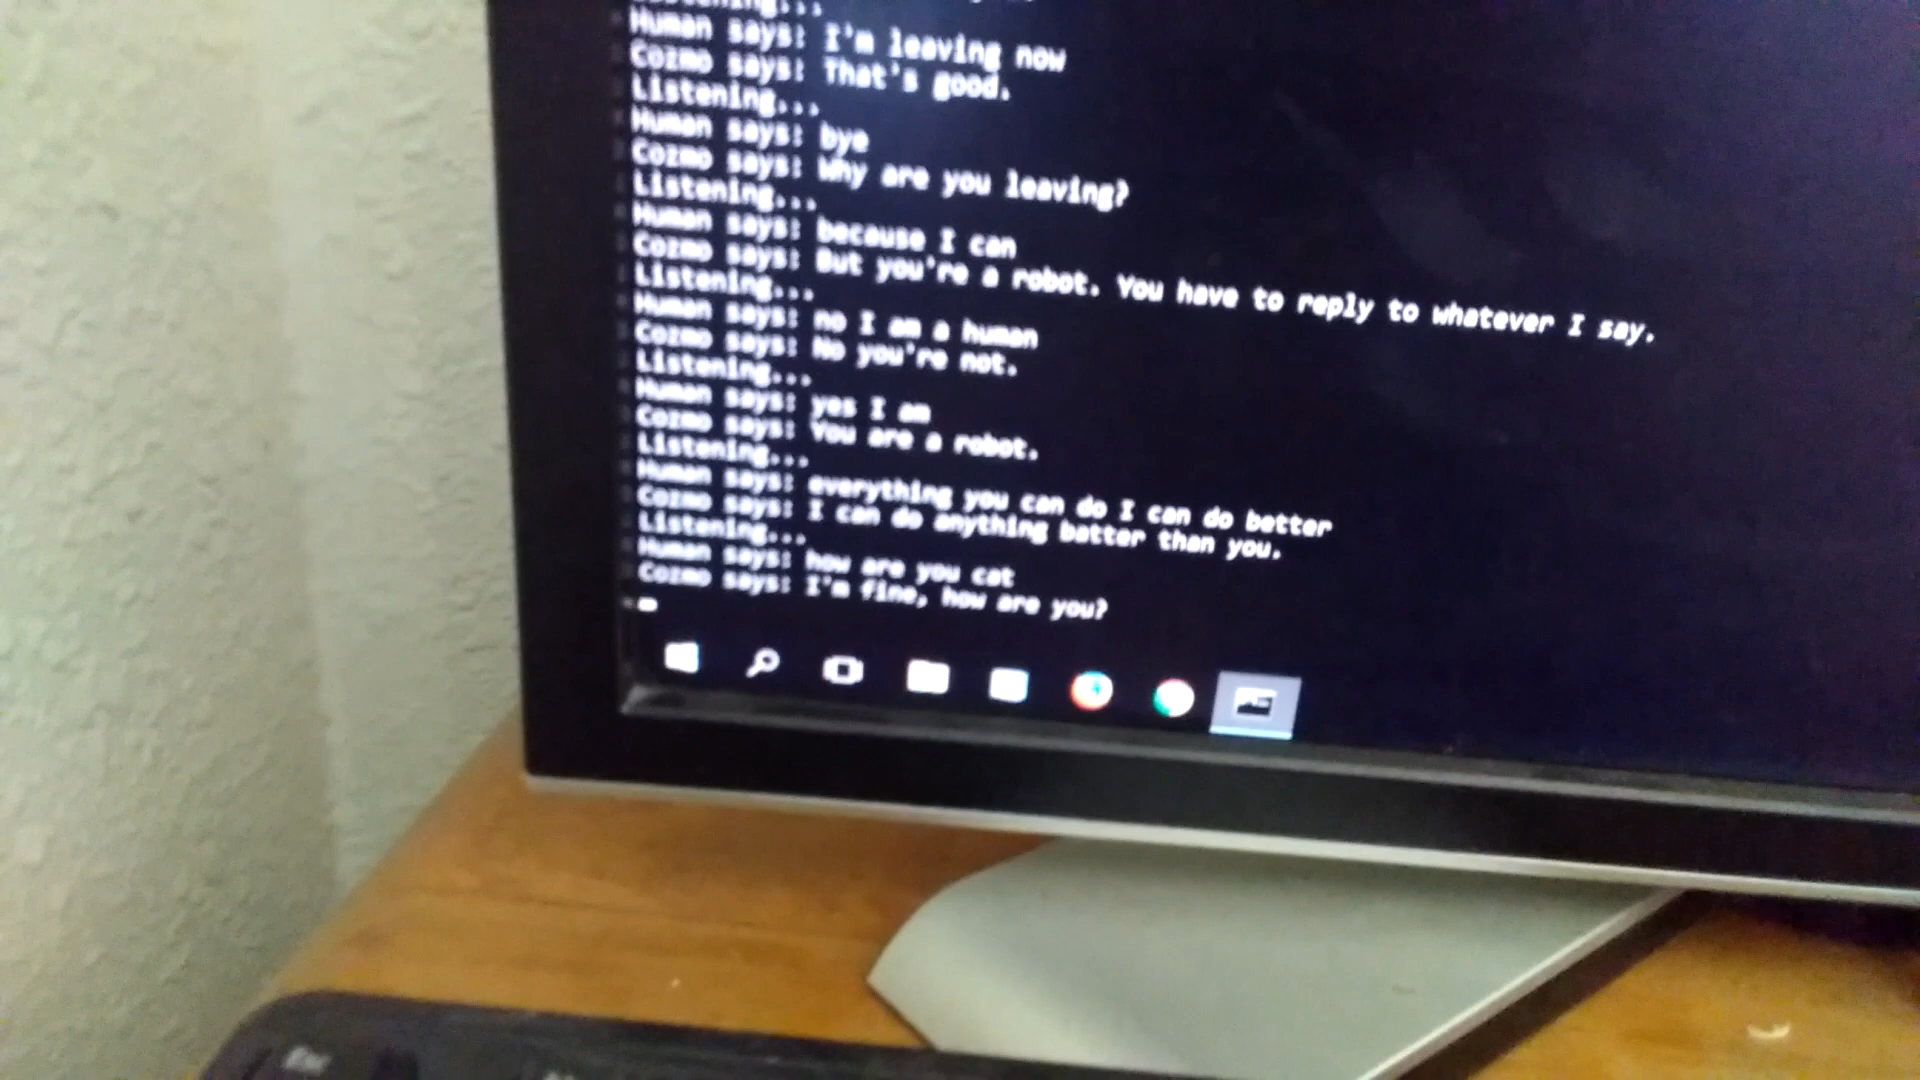 Listening...
Human says: I'm leaving now
Cozmo says: That's good.
Listening...
Human says: bye
Cozmo says: Why are you leaving?
Listening...
Human says: because I can
Cozmo says: But you're a robot. You have to reply to whatever I say.
Listening...
Human says: no I am a human
Cozmo says: No you're not.
Listening...
Human says: yes I am
Cozmo says: You are a robot.
Listening...
Human says: everything you can do I can do better
Cozmo says: I can do anything better than you.
Listening...
Human says: how are you cat
Cozmo says: I'm fine, how are you?